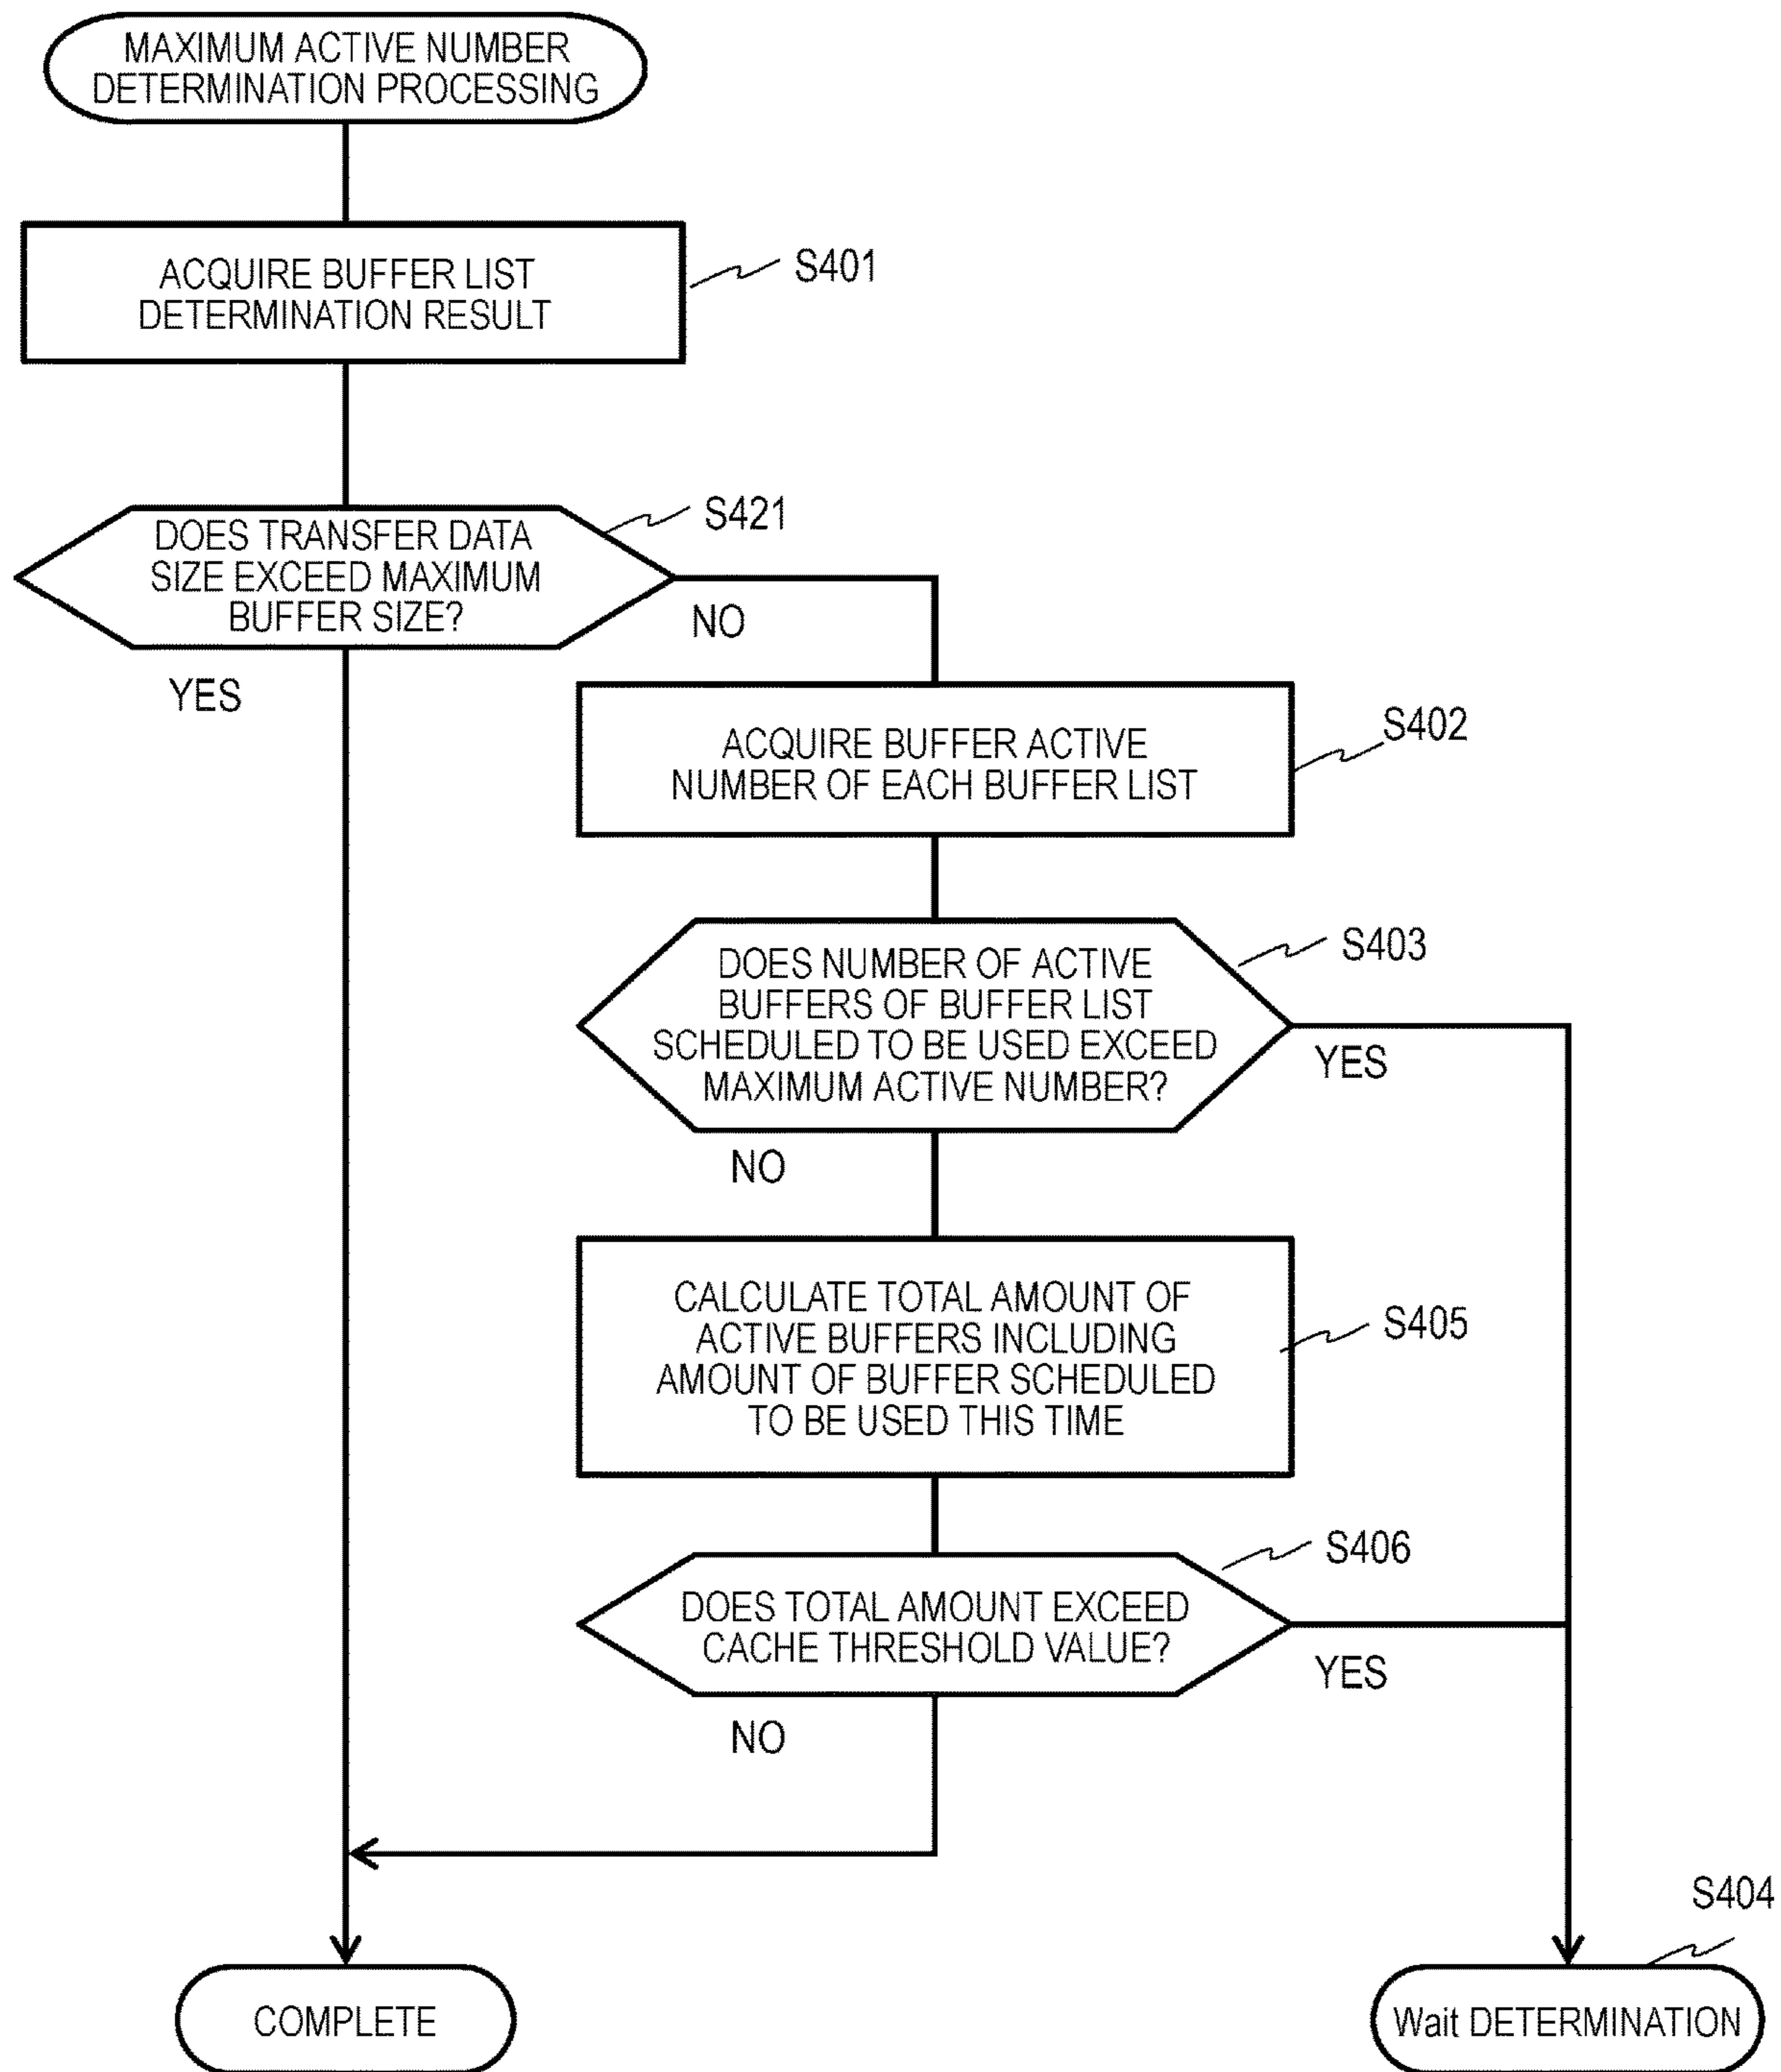 MAXIMUM ACTIVE NUMBER
DETERMINATION PROCESSING
ACQUIRE BUFFER LIST
DETERMINATION RESULT
S401
DOES TRANSFER DATA
SIZE EXCEED MAXIMUM
BUFFER SIZE?
S421
NO
YES
ACQUIRE BUFFER ACTIVE
NUMBER OF EACH BUFFER LIST
S402
DOES NUMBER OF ACTIVE
BUFFERS OF BUFFER LIST
SCHEDULED TO BE USED EXCEED
MAXIMUM ACTIVE NUMBER?
S403
YES
NO
CALCULATE TOTAL AMOUNT OF
ACTIVE BUFFERS INCLUDING
AMOUNT OF BUFFER SCHEDULED
TO BE USED THIS TIME
S405
DOES TOTAL AMOUNT EXCEED
CACHE THRESHOLD VALUE?
S406
YES
NO
S404
COMPLETE
Wait DETERMINATION